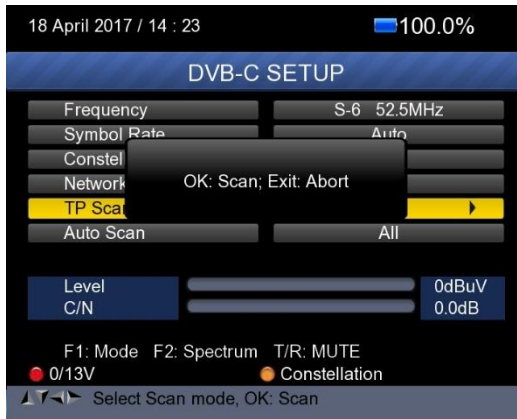 18 April 2017 / 14 : 23 100.0%
DVB-C SETUP
Frequency S-6 52.5MHz
Symbol Rate Auto
Constel
Network
OK: Scan; Exit: Abort
TP Scan
Auto Scan All
Level 0dBuV
C/N 0.0dB
F1: Mode F2: Spectrum T/R: MUTE
0/13V Constellation
Select Scan mode, OK: Scan